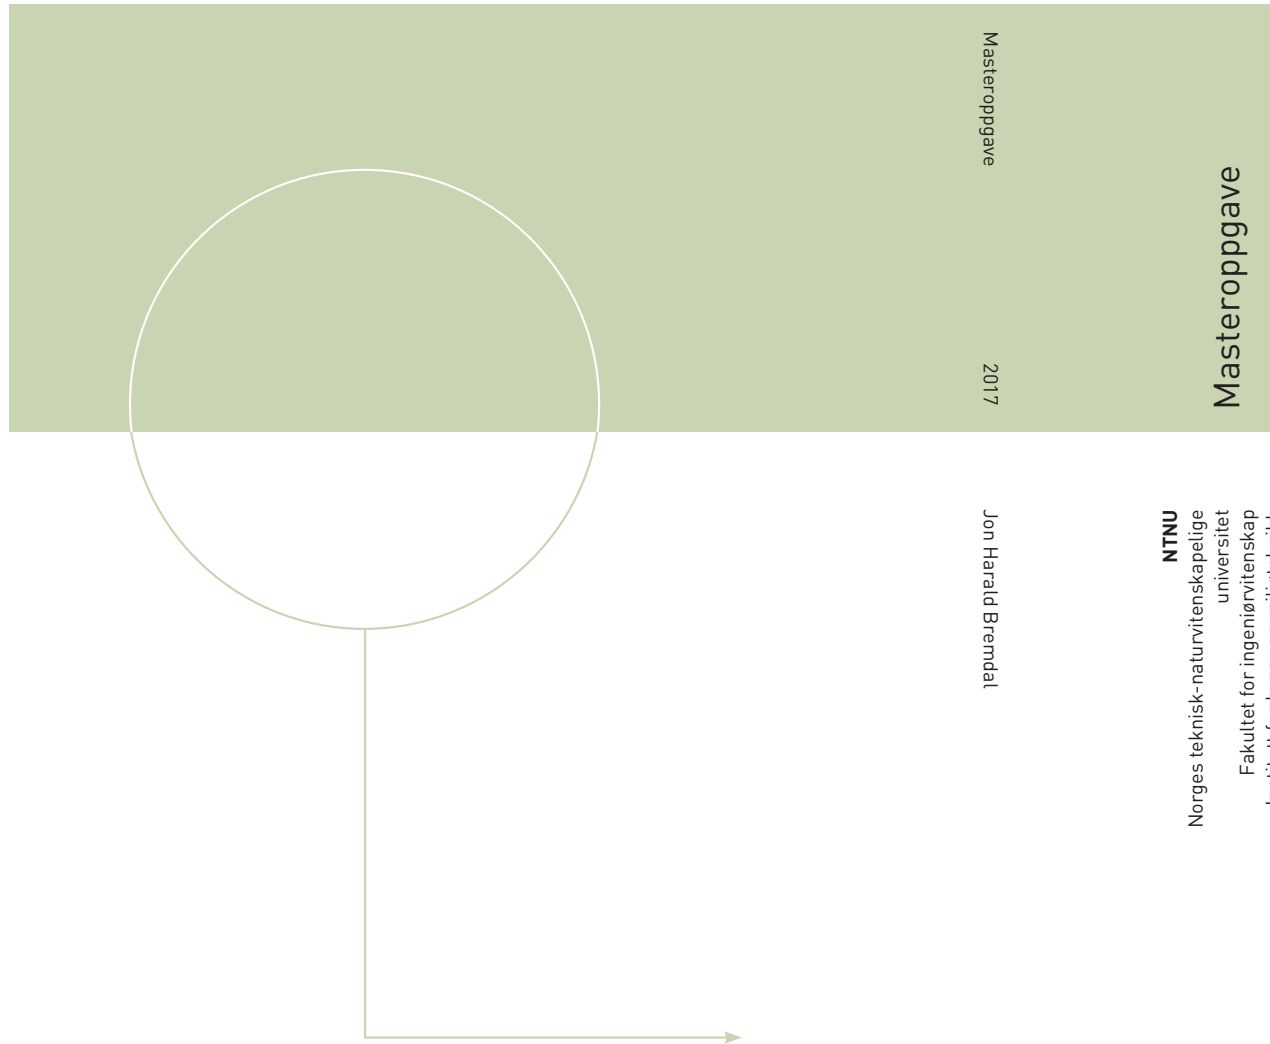 Masteroppgave
2017
Jon Harald Bremdal
Masteroppgave
NTNU
Norges teknisk-naturvitenskapelige
universitet
Fakultet for ingeniørvitenskap